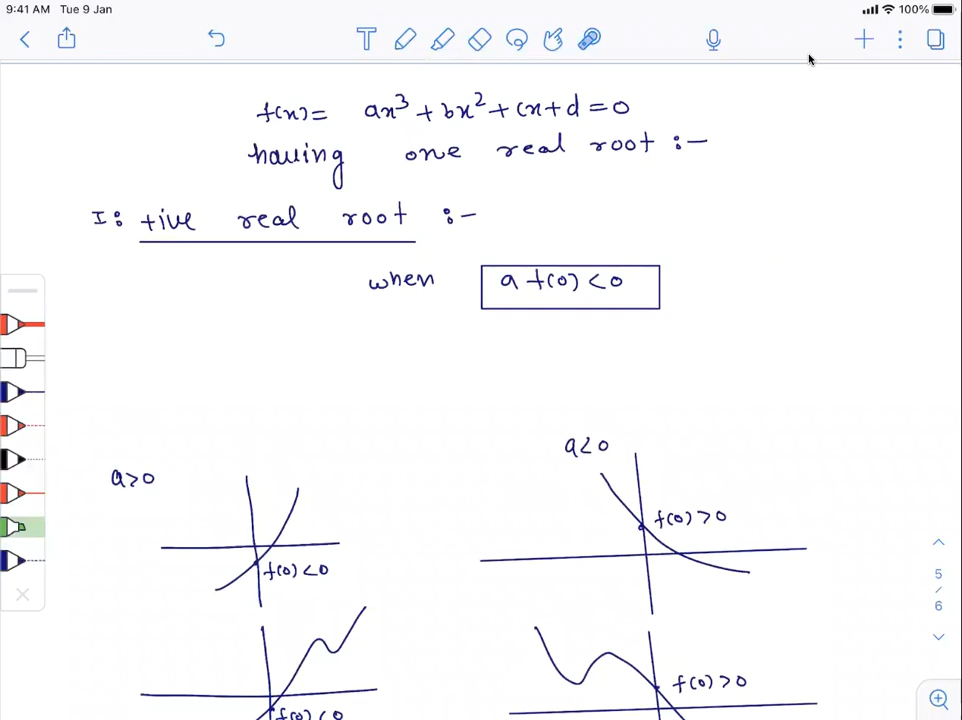 9:41 AM Tue 9 Jan
100%
f(x)= ax³+bx²+cx+d=0
having one real root :-
I: +ive real root :-
when a f(0)<0
a>0
a<0
f(0)>0
f(0)<0
f(0)>0
f(0)<0
5
/
6